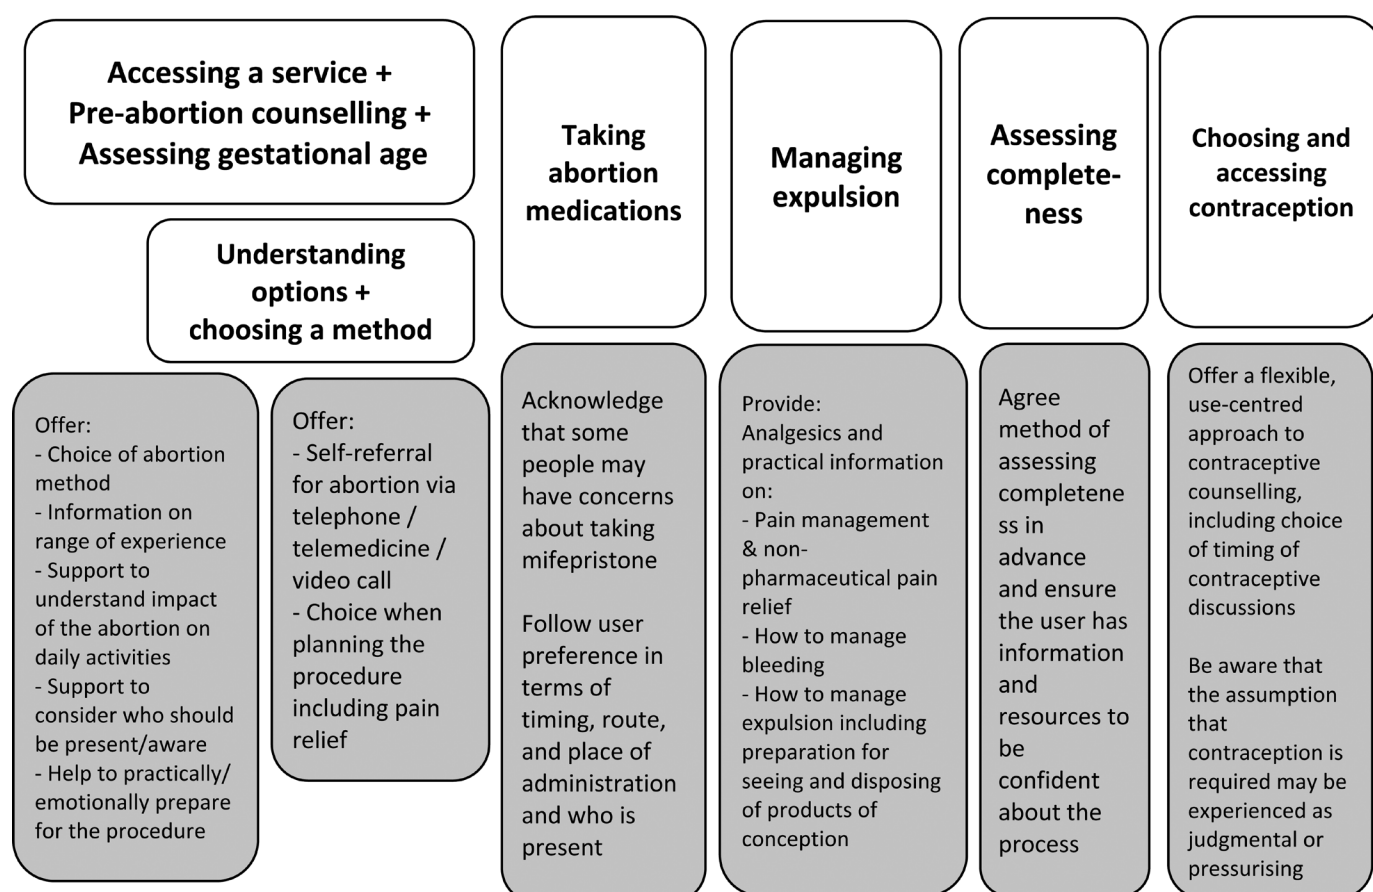 Accessing a service +
Pre-abortion counselling +
Assessing gestational age
Understanding
options +
choosing a method
Taking
abortion
medications
Managing
expulsion
Assessing
complete-
ness
Choosing and
accessing
contraception
Offer:
- Choice of abortion
method
- Information on
range of experience
- Support to
understand impact
of the abortion on
daily activities
- Support to
consider who should
be present/aware
- Help to practically/
emotionally prepare
for the procedure
Offer:
- Self-referral
for abortion via
telephone /
telemedicine /
video call
- Choice when
planning the
procedure
including pain
relief
Acknowledge
that some
people may
have concerns
about taking
mifepristone
Follow user
preference in
terms of
timing, route,
and place of
administration
and who is
present
Provide:
Analgesics and
practical information
on:
- Pain management
& non-
pharmaceutical pain
relief
- How to manage
bleeding
- How to manage
expulsion including
preparation for
seeing and disposing
of products of
conception
Agree
method of
assessing
completene
ss in
advance
and ensure
the user has
information
and
resources to
be
confident
about the
process
Offer a flexible,
use-centred
approach to
contraceptive
counselling,
including choice
of timing of
contraceptive
discussions
Be aware that
the assumption
that
contraception is
required may be
experienced as
judgmental or
pressurising